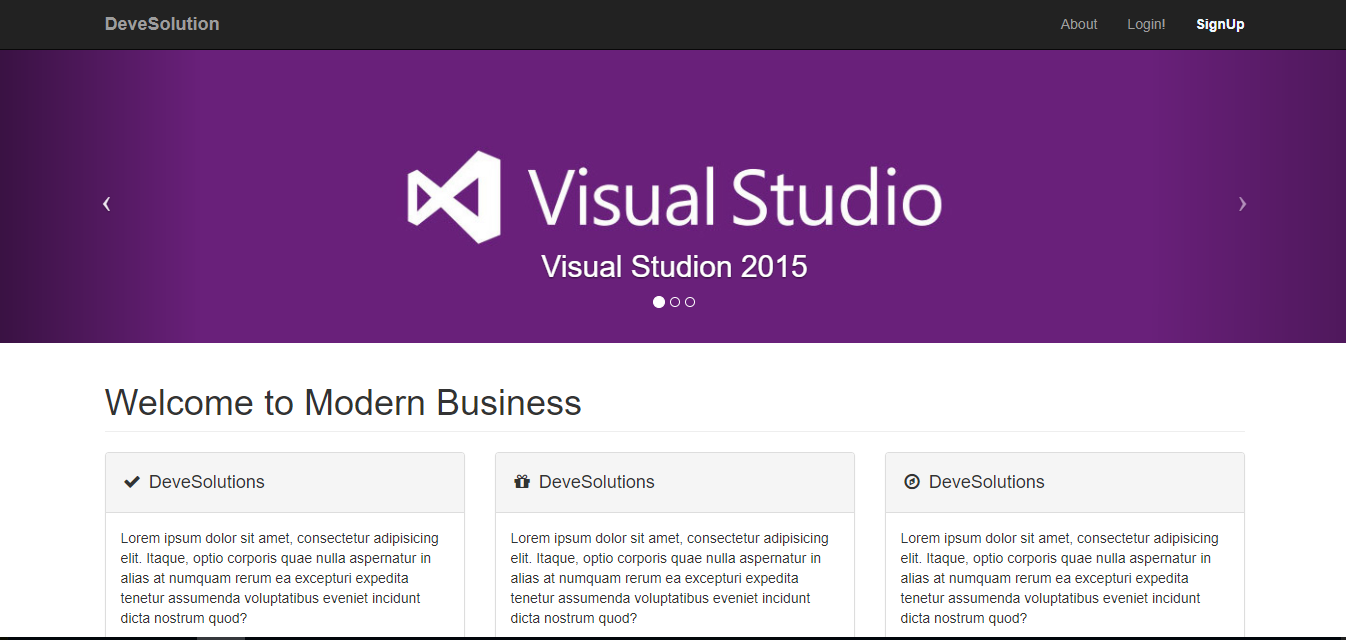 DeveSolution About Login! SignUp
Visual Studio
Visual Studion 2015
Welcome to Modern Business
DeveSolutions
Lorem ipsum dolor sit amet, consectetur adipisicing
elit. Itaque, optio corporis quae nulla aspernatur in
alias at numquam rerum ea excepturi expedita
tenetur assumenda voluptatibus eveniet incidunt
dicta nostrum quod?
DeveSolutions
Lorem ipsum dolor sit amet, consectetur adipisicing
elit. Itaque, optio corporis quae nulla aspernatur in
alias at numquam rerum ea excepturi expedita
tenetur assumenda voluptatibus eveniet incidunt
dicta nostrum quod?
DeveSolutions
Lorem ipsum dolor sit amet, consectetur adipisicing
elit. Itaque, optio corporis quae nulla aspernatur in
alias at numquam rerum ea excepturi expedita
tenetur assumenda voluptatibus eveniet incidunt
dicta nostrum quod?